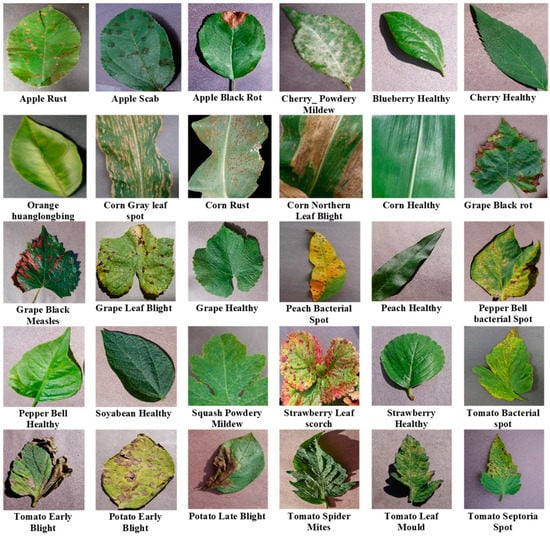 Apple Rust
Apple Scab
Apple Black Rot
Cherry_ Powdery
Mildew
Blueberry Healthy
Cherry Healthy
Orange
huanglongbing
Corn Gray leaf
spot
Corn Rust
Corn Northern
Leaf Blight
Corn Healthy
Grape Black rot
Grape Black
Measles
Grape Leaf Blight
Grape Healthy
Peach Bacterial
Spot
Peach Healthy
Pepper Bell
bacterial Spot
Pepper Bell
Healthy
Soyabean Healthy
Squash Powdery
Mildew
Strawberry Leaf
scorch
Strawberry
Healthy
Tomato Bacterial
spot
Tomato Early
Blight
Potato Early
Blight
Potato Late Blight
Tomato Spider
Mites
Tomato Leaf
Mould
Tomato Septoria
Spot